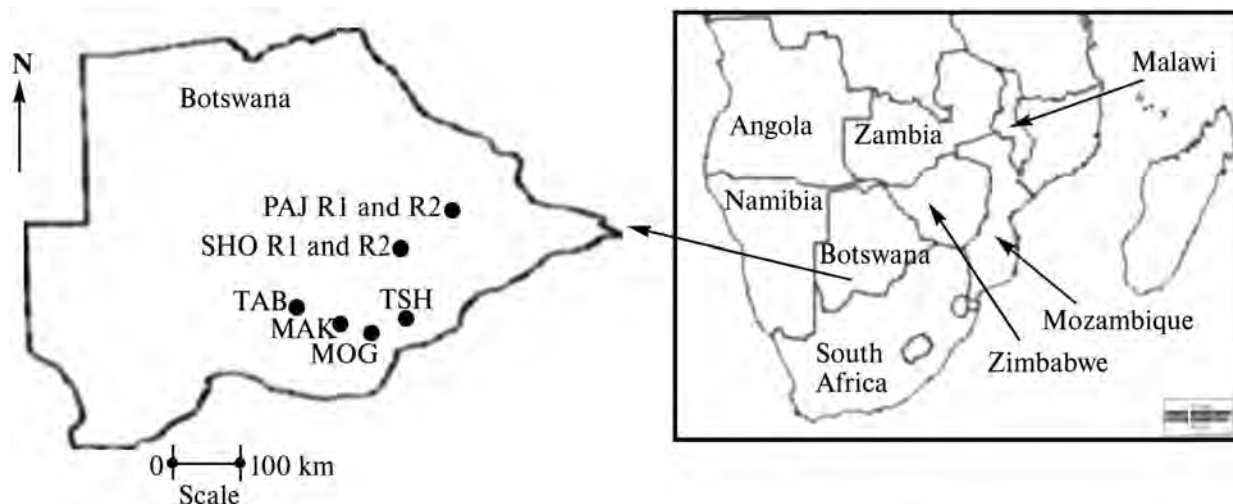 N
Botswana
PAJ R1 and R2
SHO R1 and R2
TAB
TSH
MAK
MOG
0
100 km
Scale
Malawi
Angola
Zambia
Namibia
Botswana
Mozambique
Zimbabwe
South
Africa